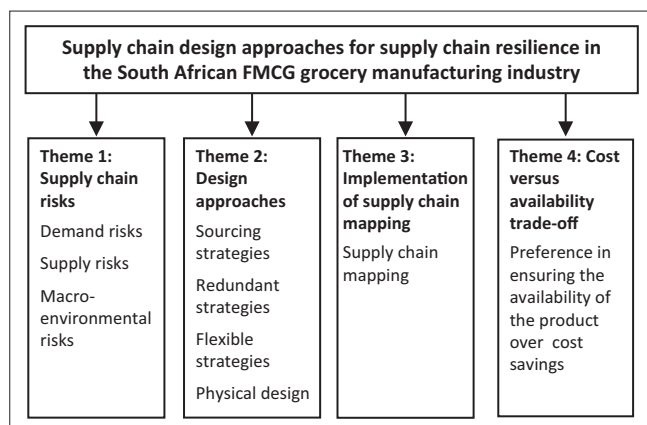 Supply chain design approaches for supply chain resilience in
the South African FMCG grocery manufacturing industry
Theme 1:
Supply chain
risks
Demand risks
Supply risks
Macro-
environmental
risks
Theme 2:
Design
approaches
Sourcing
strategies
Redundant
strategies
Flexible
strategies
Physical design
Theme 3:
Implementation
of supply chain
mapping
Supply chain
mapping
Theme 4: Cost
versus
availability
trade-off
Preference in
ensuring the
availability of
the product
over cost
savings